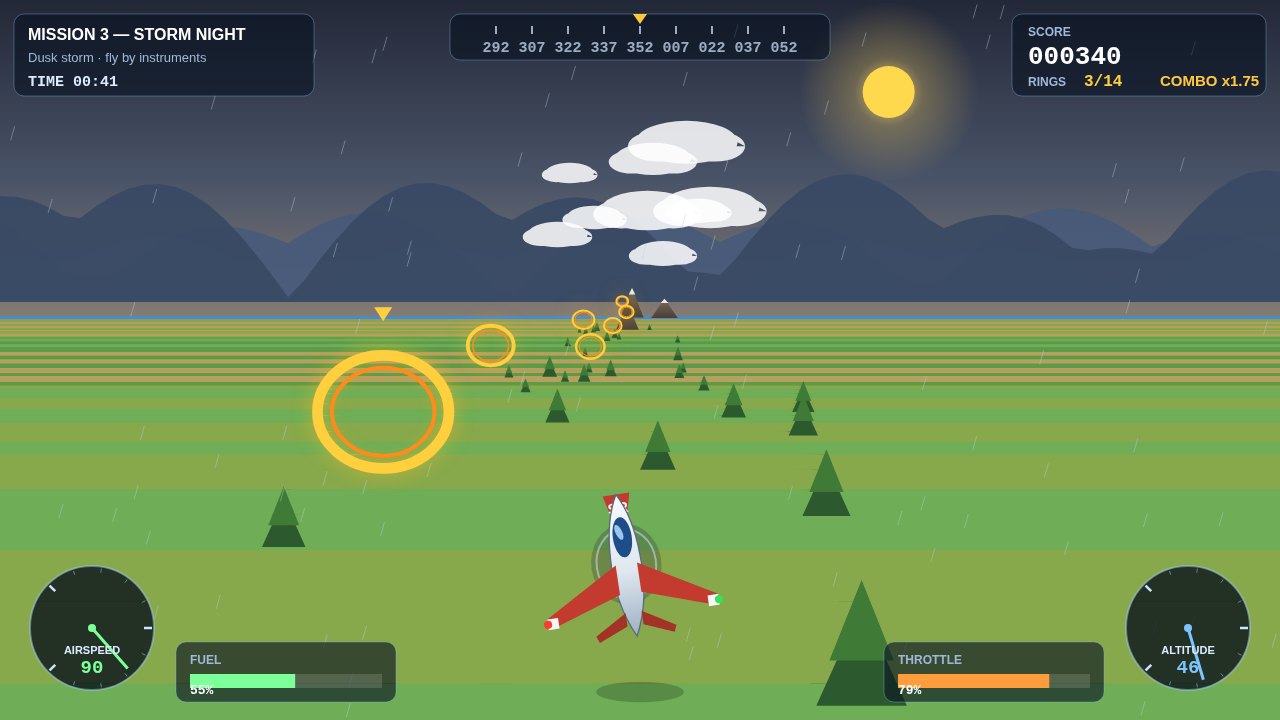 MISSION 3 — STORM NIGHT
Dusk storm · fly by instruments
TIME 00:41
292 307 322 337 352 007 022 037 052
SCORE
000340
RINGS 3/14 COMBO x1.75
AIRSPEED
90
FUEL
55%
THROTTLE
79%
ALTITUDE
46